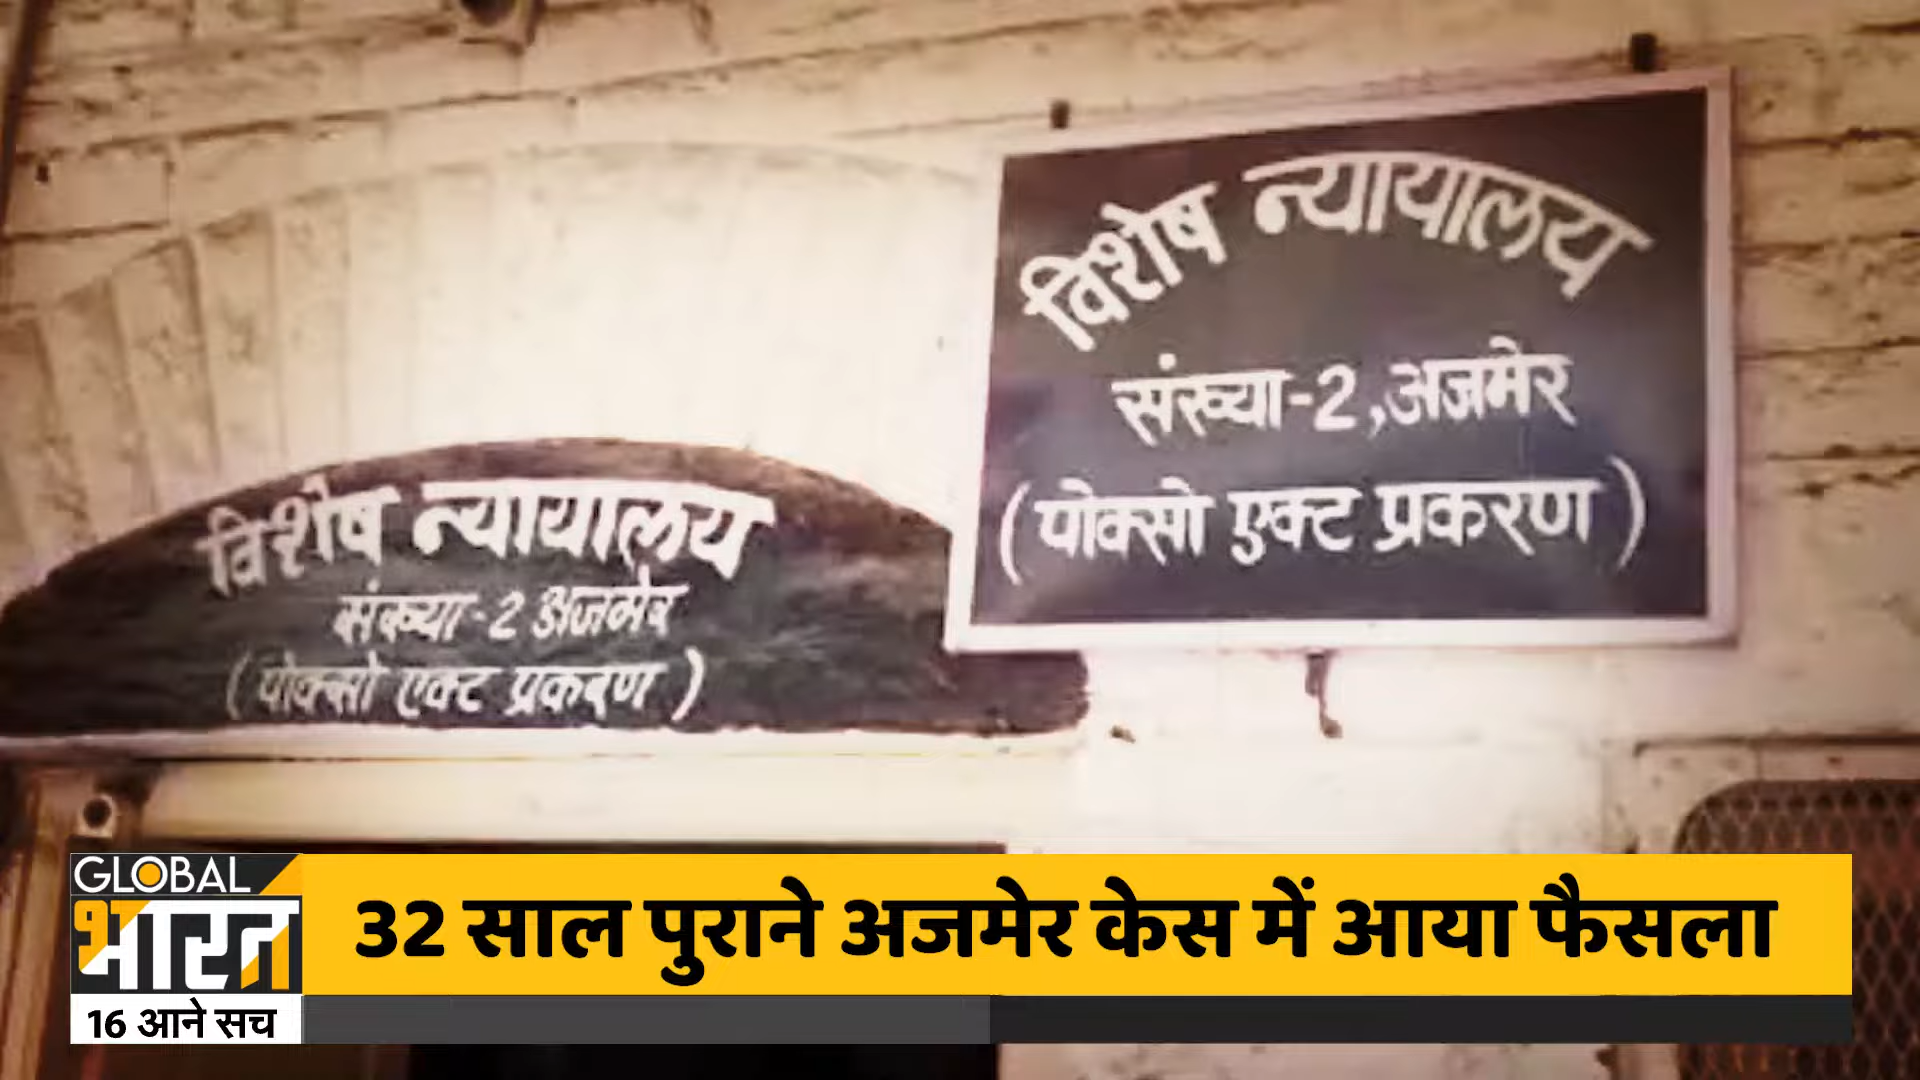 विशेष न्यायालय
संख्या-2,अजमेर
(पोक्सो एक्ट प्रकरण)
विशेष न्यायालय
संख्या-2 अजमेर
(पोक्सो एक्ट प्रकरण)
GLOBAL
भारत
16 आने सच
32 साल पुराने अजमेर केस में आया फैसला